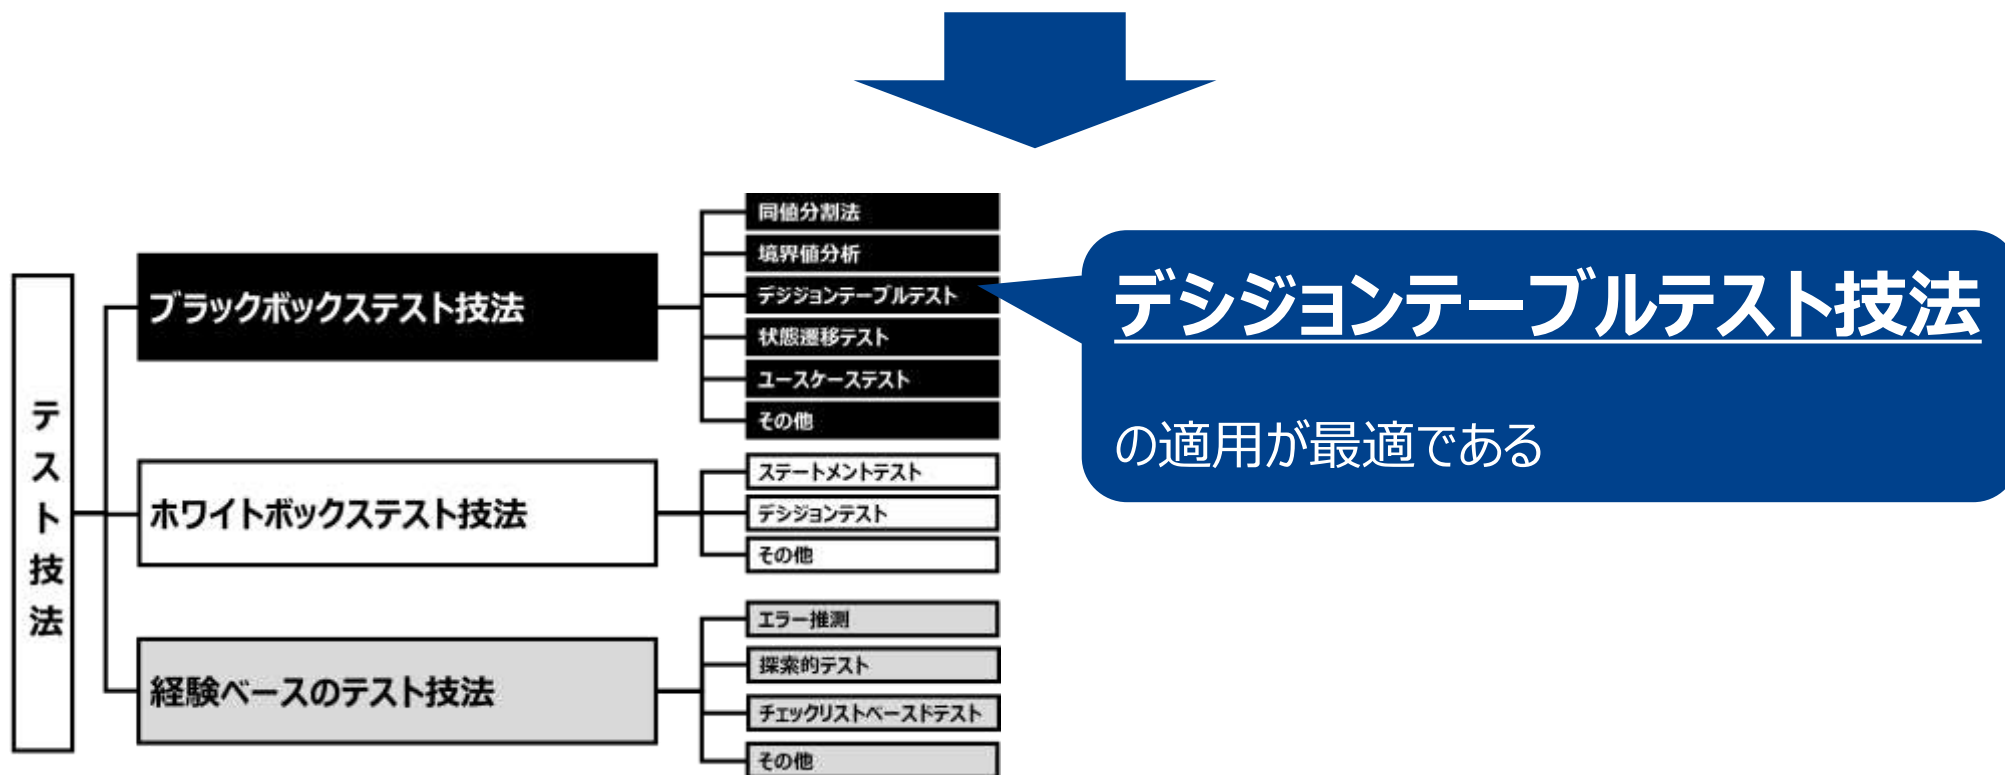 テスト技法
ブラックボックステスト技法
同値分割法
境界値分析
デシジョンテーブルテスト
状態遷移テスト
ユースケーステスト
その他
ホワイトボックステスト技法
ステートメントテスト
デシジョンテスト
その他
経験ベースのテスト技法
エラー推測
探索的テスト
チェックリストベースドテスト
その他
デシジョンテーブルテスト技法
の適用が最適である